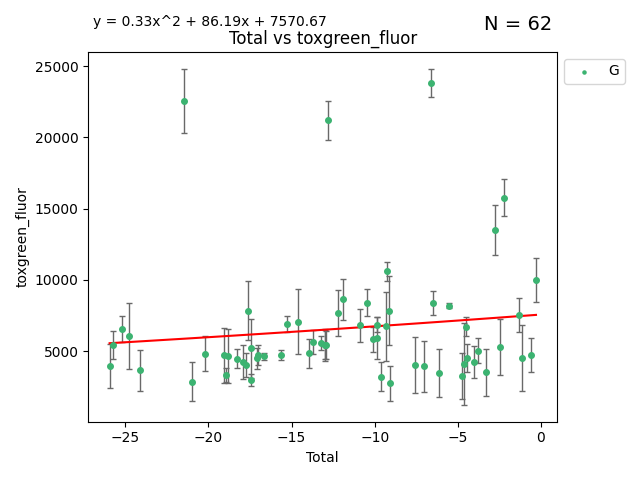 y = 0.33x^2 + 86.19x + 7570.67
N = 62
Total vs toxgreen_fluor
G
25000
20000
15000
10000
5000
toxgreen_fluor
−25 −20 −15 −10 −5 0
Total